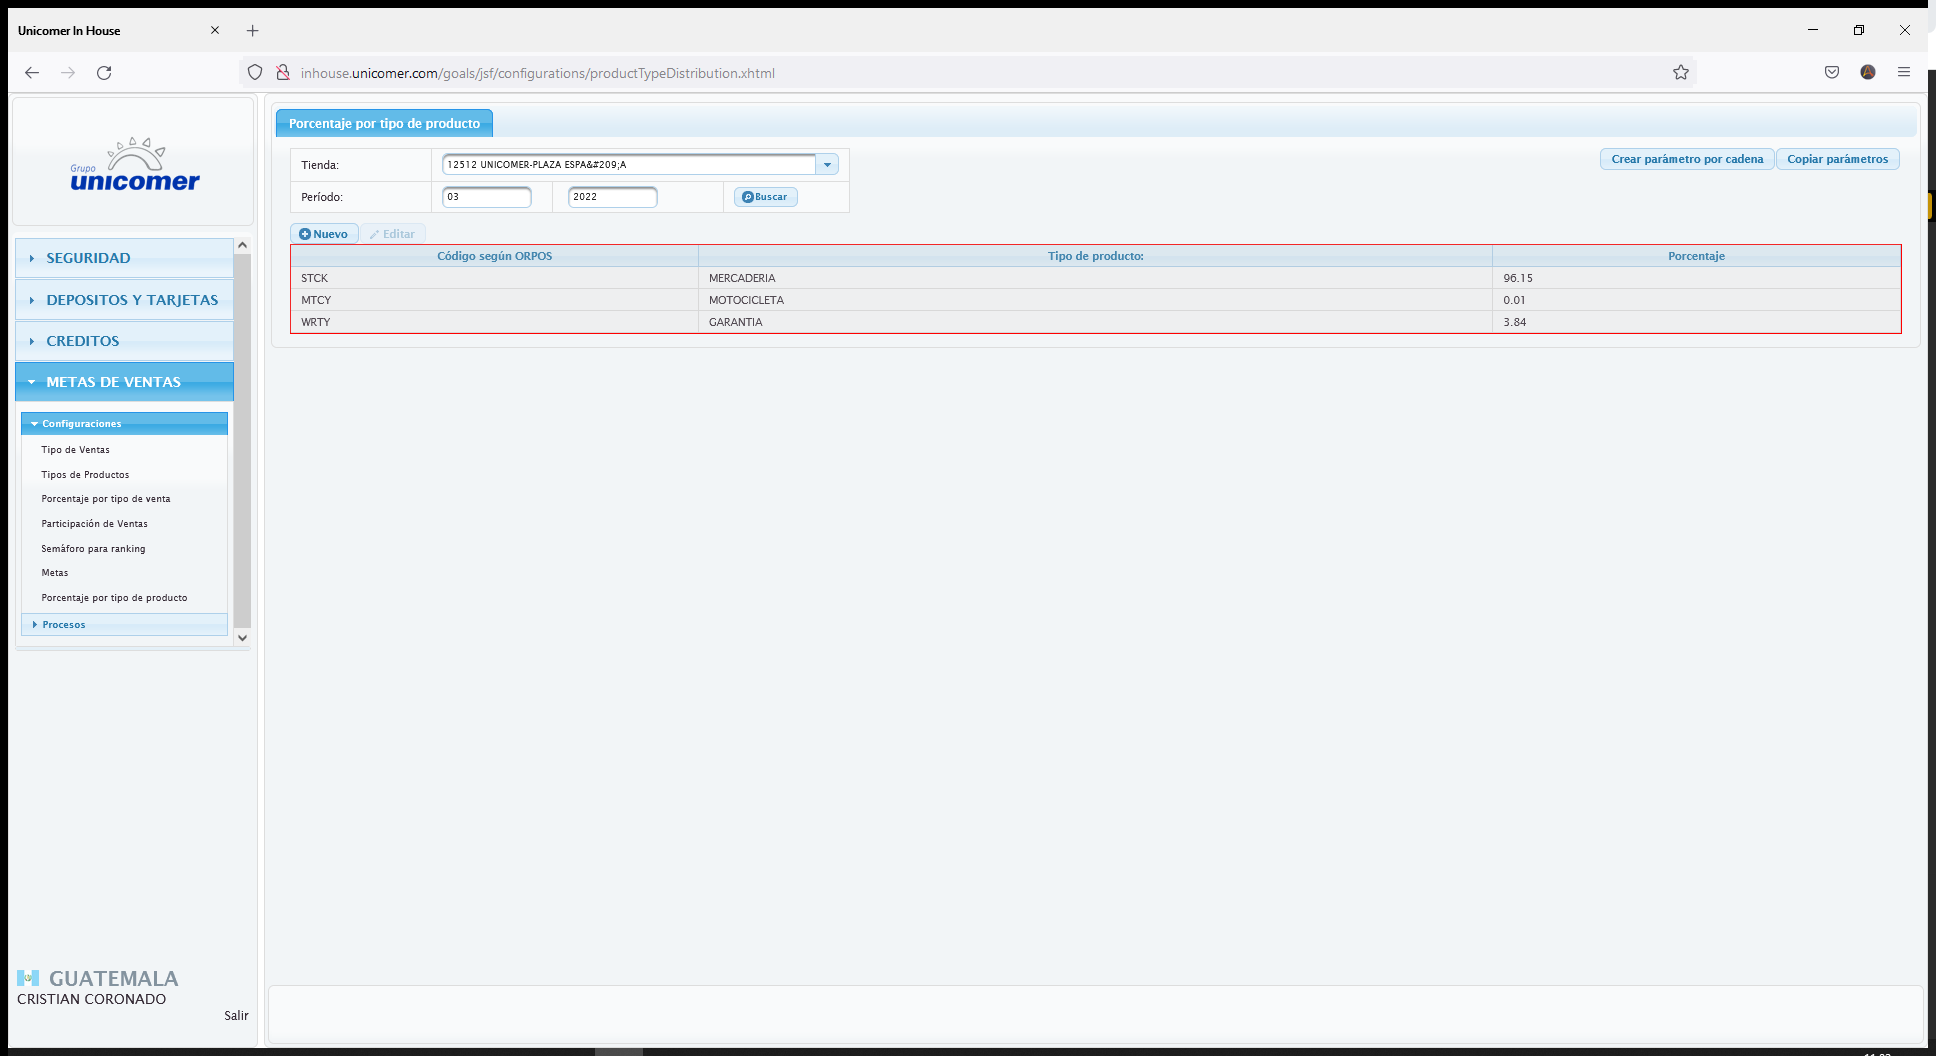 Unicomer In House
inhouse.unicomer.com/goals/jsf/configurations/productTypeDistribution.xhtml
Grupo
unicomer
SEGURIDAD
DEPOSITOS Y TARJETAS
CREDITOS
METAS DE VENTAS
Configuraciones
Tipo de Ventas
Tipos de Productos
Porcentaje por tipo de venta
Participación de Ventas
Semáforo para ranking
Metas
Porcentaje por tipo de producto
Procesos
GUATEMALA
CRISTIAN CORONADO
Salir
Porcentaje por tipo de producto
Tienda: 12512 UNICOMER-PLAZA ESPA&#209;A
Crear parámetro por cadena Copiar parámetros
Período: 03 2022 Buscar
Nuevo Editar
Código según ORPOS Tipo de producto: Porcentaje
STCK MERCADERIA 96.15
MTCY MOTOCICLETA 0.01
WRTY GARANTIA 3.84